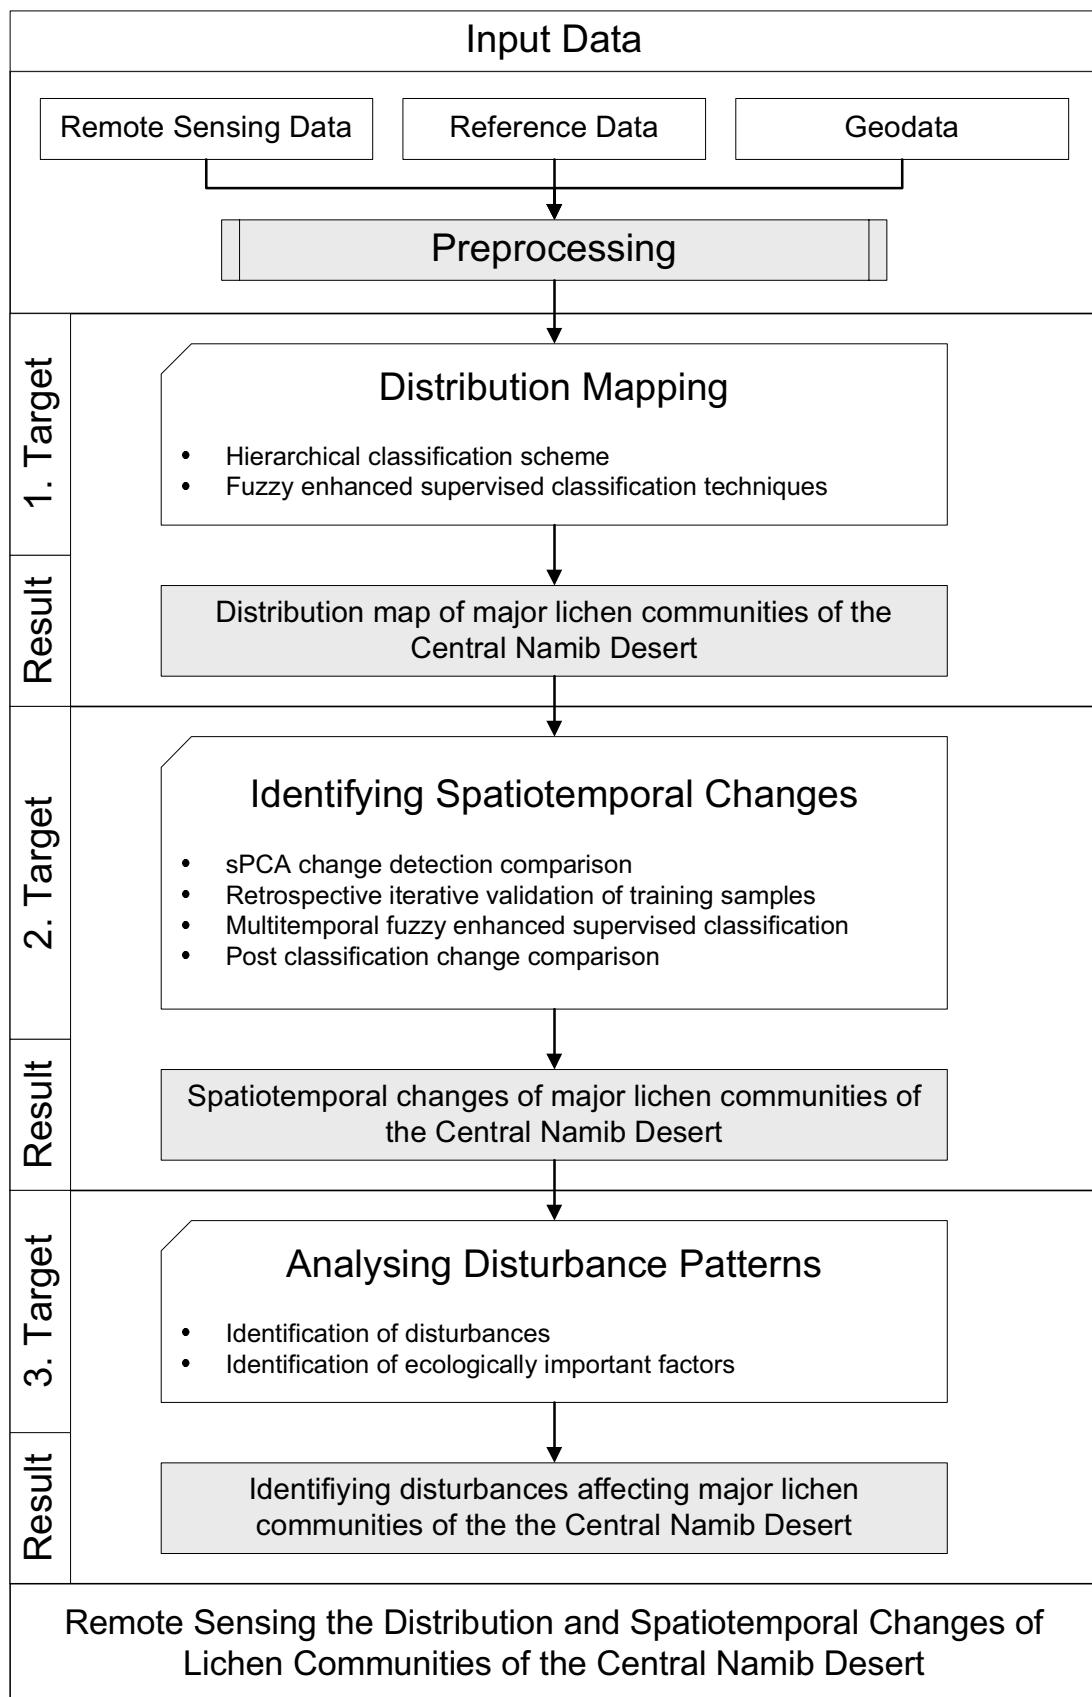 Input Data
Remote Sensing Data
Reference Data
Geodata
Preprocessing
1. Target
Distribution Mapping
• Hierarchical classification scheme
• Fuzzy enhanced supervised classification techniques
Result
Distribution map of major lichen communities of the
Central Namib Desert
2. Target
Identifying Spatiotemporal Changes
• sPCA change detection comparison
• Retrospective iterative validation of training samples
• Multitemporal fuzzy enhanced supervised classification
• Post classification change comparison
Result
Spatiotemporal changes of major lichen communities of
the Central Namib Desert
3. Target
Analysing Disturbance Patterns
• Identification of disturbances
• Identification of ecologically important factors
Result
Identifiying disturbances affecting major lichen
communities of the the Central Namib Desert
Remote Sensing the Distribution and Spatiotemporal Changes of
Lichen Communities of the Central Namib Desert